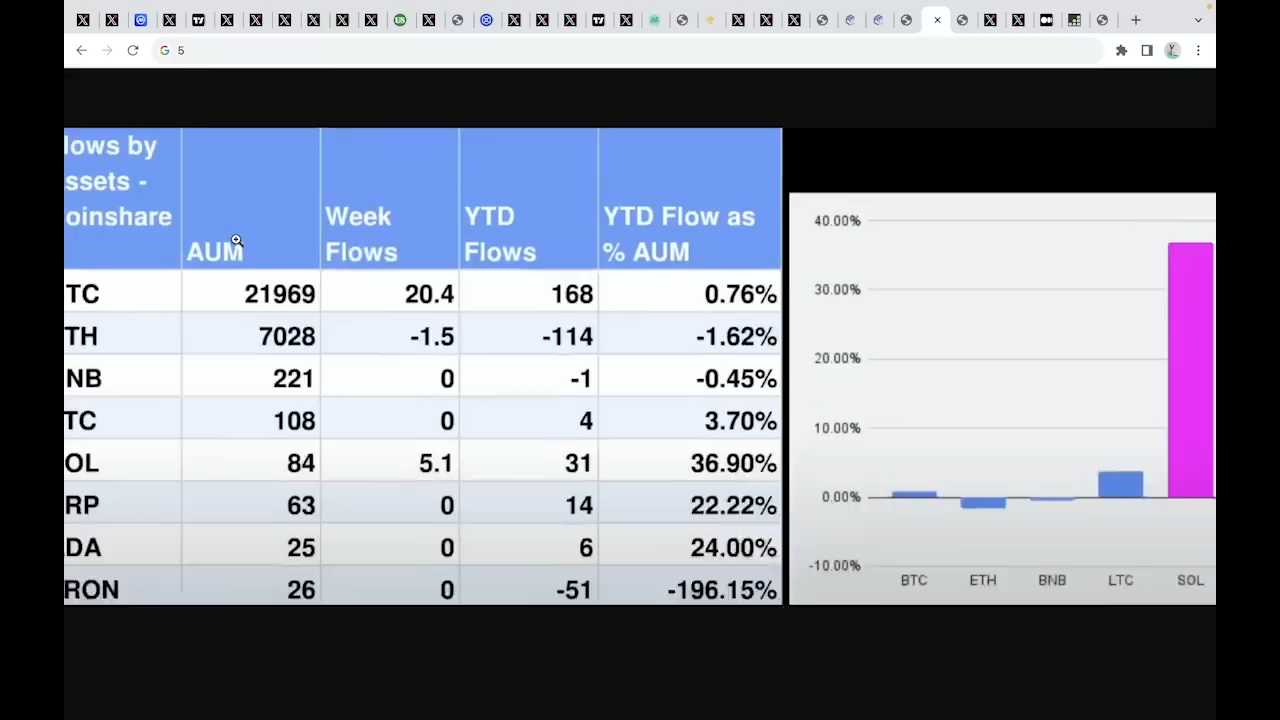 5
lows by
ssets -
oinshare
AUM
Week
Flows
YTD
Flows
YTD Flow as
% AUM
TC 21969 20.4 168 0.76%
TH 7028 -1.5 -114 -1.62%
NB 221 0 -1 -0.45%
TC 108 0 4 3.70%
OL 84 5.1 31 36.90%
RP 63 0 14 22.22%
DA 25 0 6 24.00%
RON 26 0 -51 -196.15%
40.00%
30.00%
20.00%
10.00%
0.00%
-10.00%
BTC ETH BNB LTC SOL